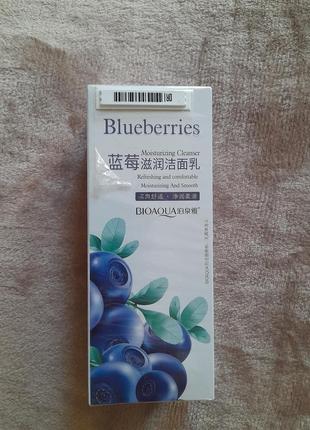 Blueberries
Moisturizing Cleanser
蓝莓滋润洁面乳
Refreshing and comfortable
Moisturizing And Smooth
BIOAQUA泊泉雅